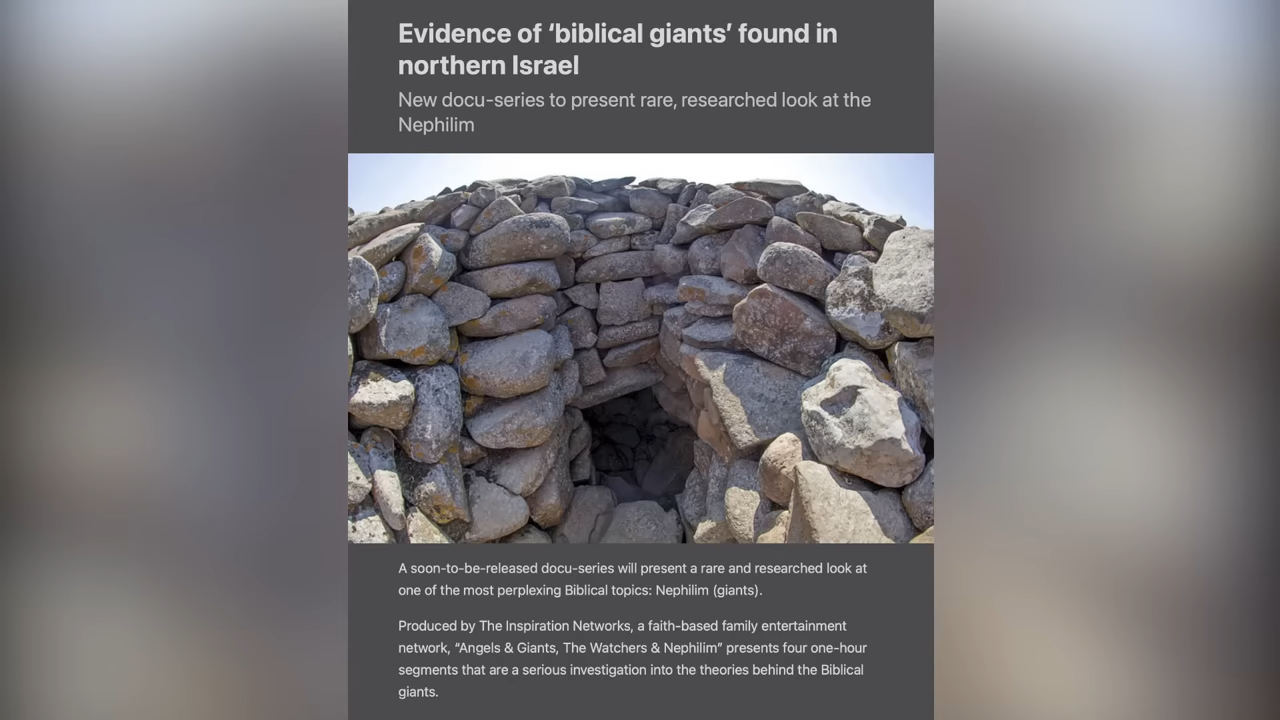 Evidence of ‘biblical giants’ found in
northern Israel
New docu-series to present rare, researched look at the
Nephilim
A soon-to-be-released docu-series will present a rare and researched look at
one of the most perplexing Biblical topics: Nephilim (giants).
Produced by The Inspiration Networks, a faith-based family entertainment
network, “Angels & Giants, The Watchers & Nephilim” presents four one-hour
segments that are a serious investigation into the theories behind the Biblical
giants.